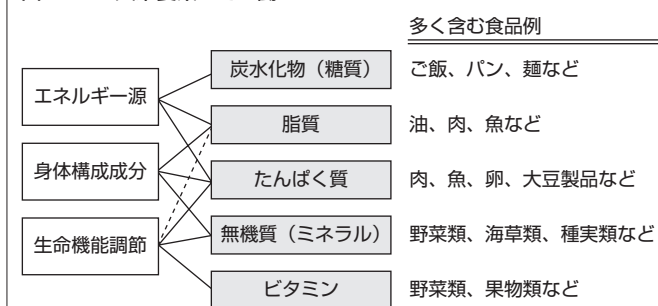 多く含む食品例
エネルギー源
身体構成成分
生命機能調節
炭水化物（糖質） ご飯、パン、麺など
脂質 油、肉、魚など
たんぱく質 肉、魚、卵、大豆製品など
無機質（ミネラル） 野菜類、海草類、種実類など
ビタミン 野菜類、果物類など